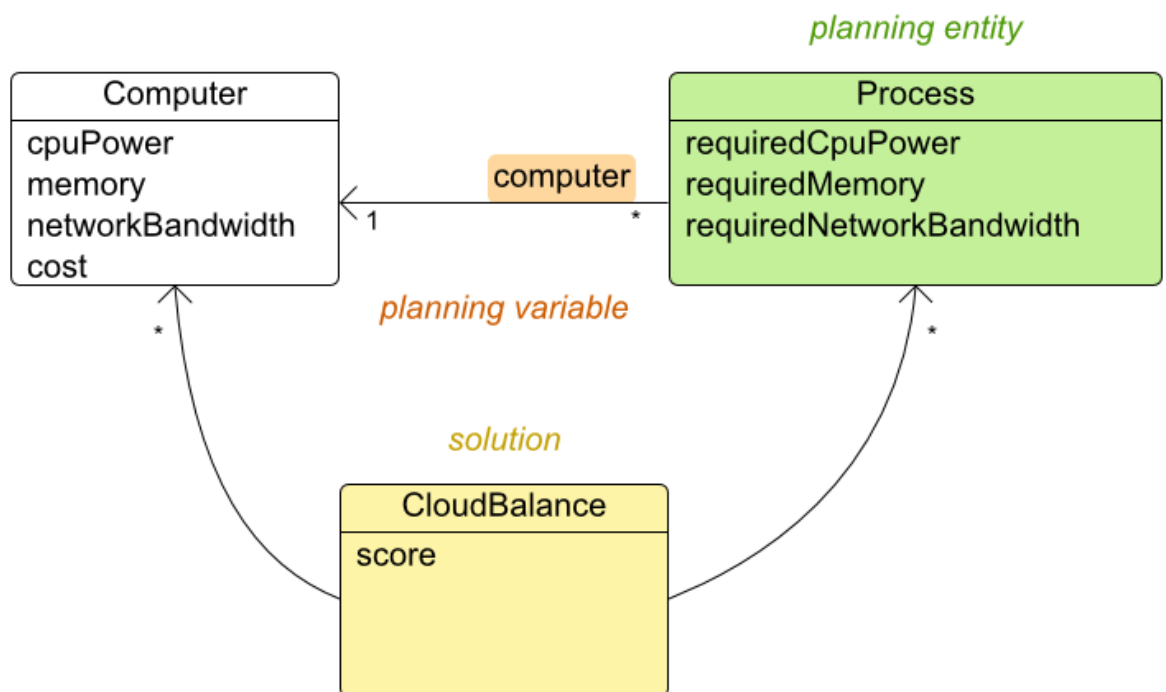 planning entity
Computer
cpuPower
memory
networkBandwidth
cost
computer
1
*
Process
requiredCpuPower
requiredMemory
requiredNetworkBandwidth
planning variable
*
*
solution
CloudBalance
score